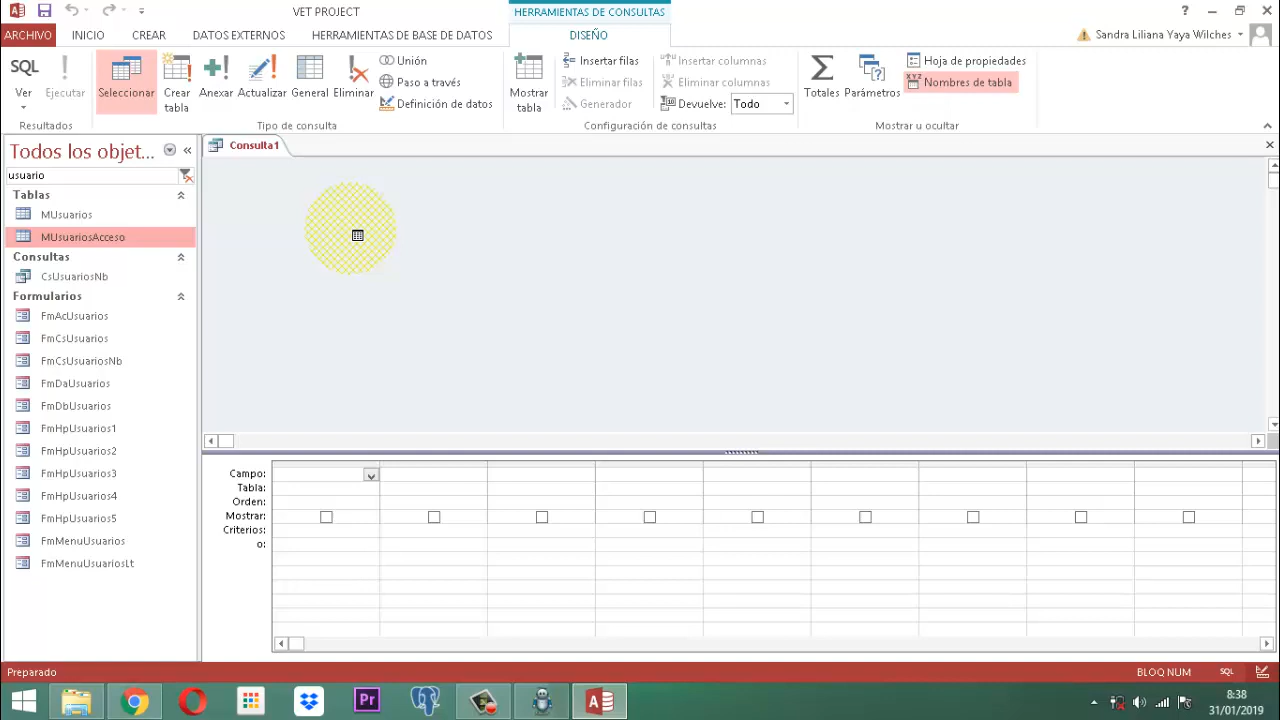 VET PROJECT
HERRAMIENTAS DE CONSULTAS
?
ARCHIVO INICIO CREAR DATOS EXTERNOS HERRAMIENTAS DE BASE DE DATOS DISEÑO
Sandra Liliana Yaya Wilches
SQL
Ver
Ejecutar
Resultados
Seleccionar
Crear tabla
Anexar
Actualizar
General
Eliminar
Unión
Paso a través
Definición de datos
Tipo de consulta
Mostrar tabla
Insertar filas
Eliminar filas
Generador
Insertar columnas
Eliminar columnas
Devuelve: Todo
Configuración de consultas
Totales
Parámetros
Hoja de propiedades
XYZ Nombres de tabla
Mostrar u ocultar
Todos los objet...
usuario
Tablas
MUsuarios
MUsuariosAcceso
Consultas
CsUsuariosNb
Formularios
FmAcUsuarios
FmCsUsuarios
FmCsUsuariosNb
FmDaUsuarios
FmDbUsuarios
FmHpUsuarios1
FmHpUsuarios2
FmHpUsuarios3
FmHpUsuarios4
FmHpUsuarios5
FmMenuUsuarios
FmMenuUsuariosLt
Consulta1
Campo:
Tabla:
Orden:
Mostrar:
Criterios:
o:
Preparado
BLOQ NUM
SQL
Pr
8:38
31/01/2019